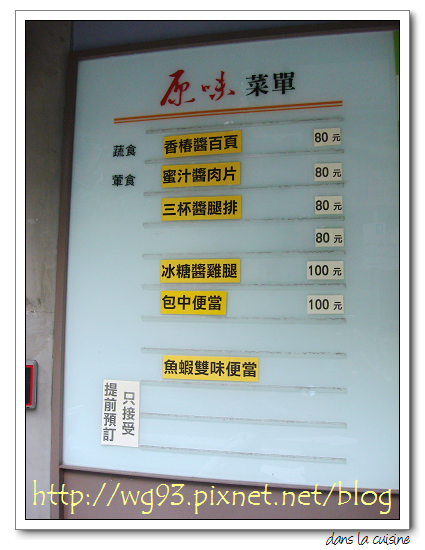 原味 菜單
蔬食 香椿醬百頁 80元
葷食 蜜汁醬肉片 80元
三杯醬腿排 80元
80元
冰糖醬雞腿 100元
包中便當 100元
魚蝦雙味便當
只接受
提前預訂
http://wg93.pixnet.net/blog
dans la cuisine